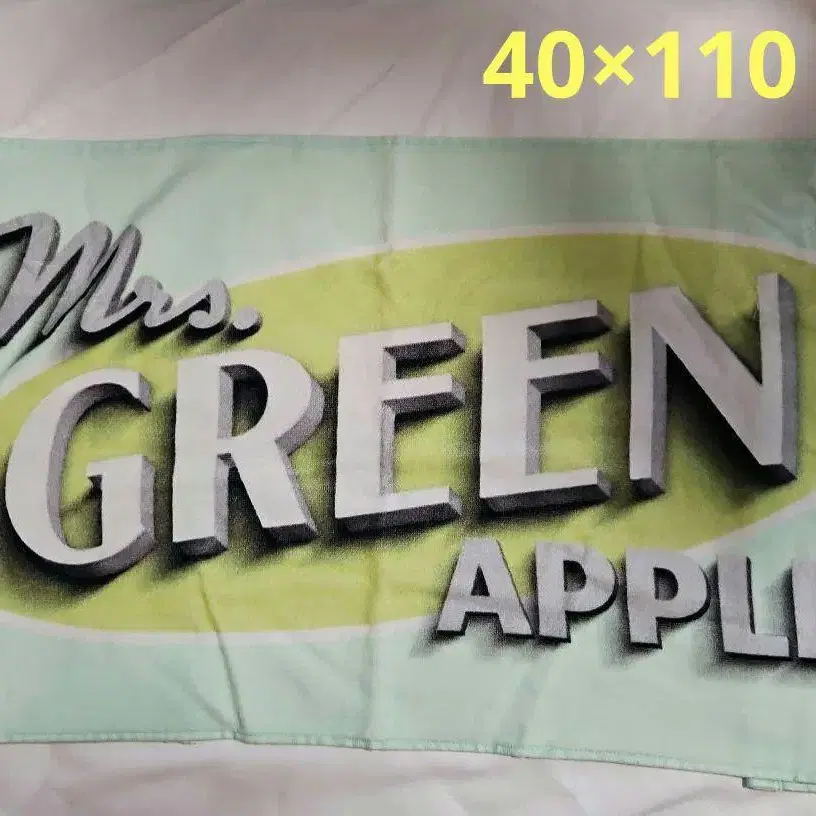 40×110
Mrs.
GREEN
APPL